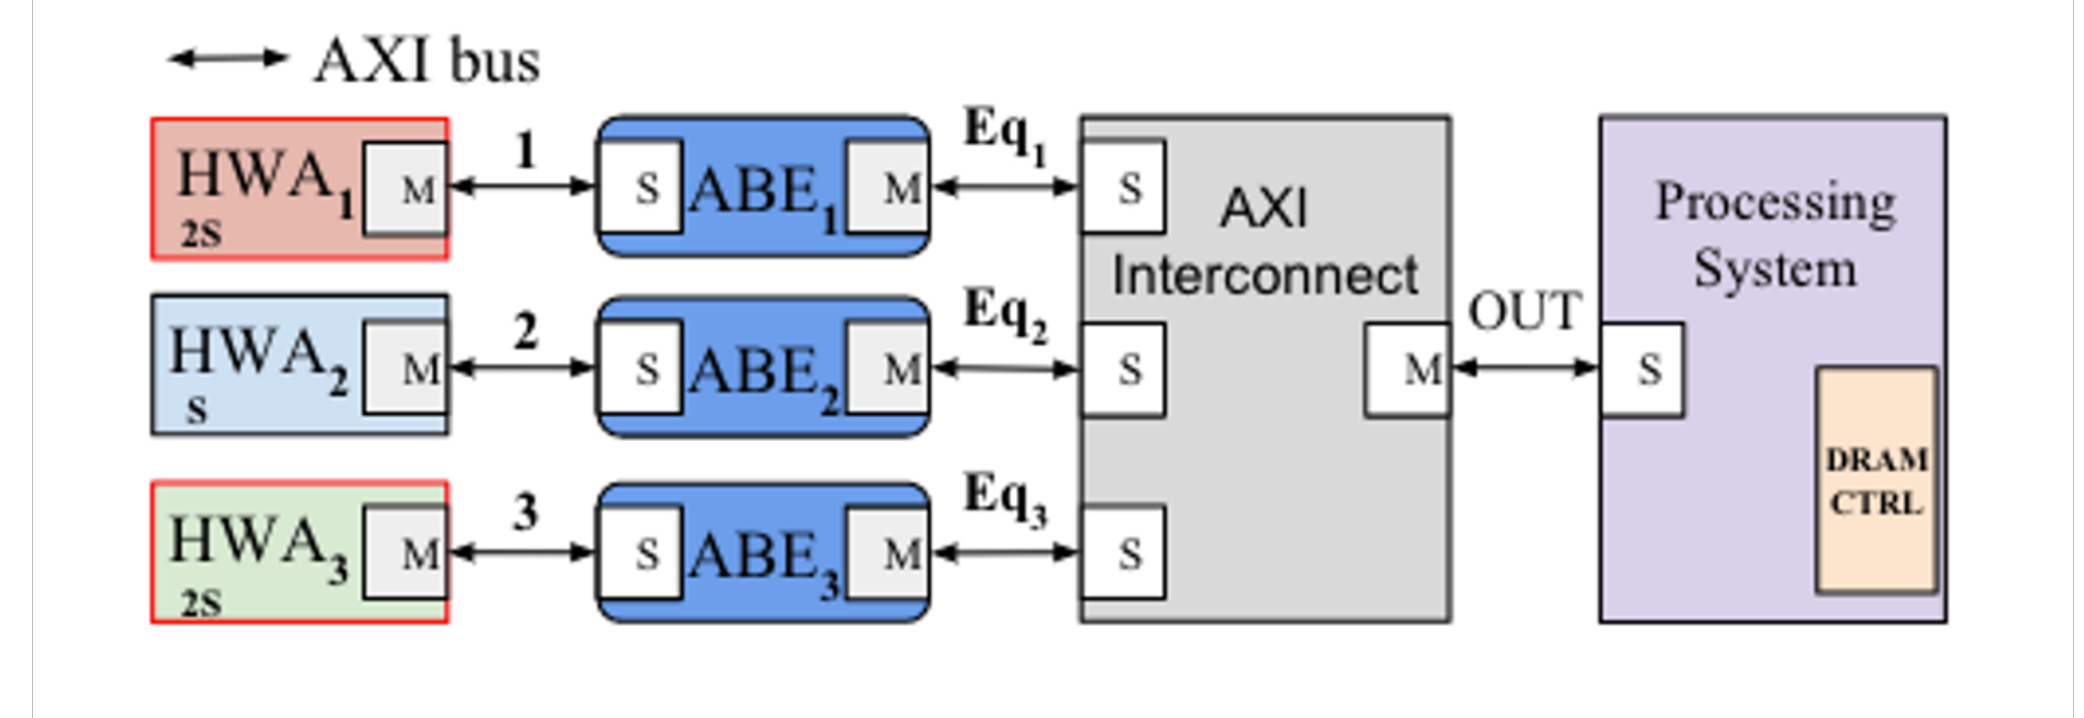 AXI bus
HWA1 M 1 S ABE1 M Eq1 S
2S
HWA2 M 2 S ABE2 M Eq2 S
S
HWA3 M 3 S ABE3 M Eq3 S
2S
AXI
Interconnect
M
OUT
Processing
System
S
DRAM
CTRL